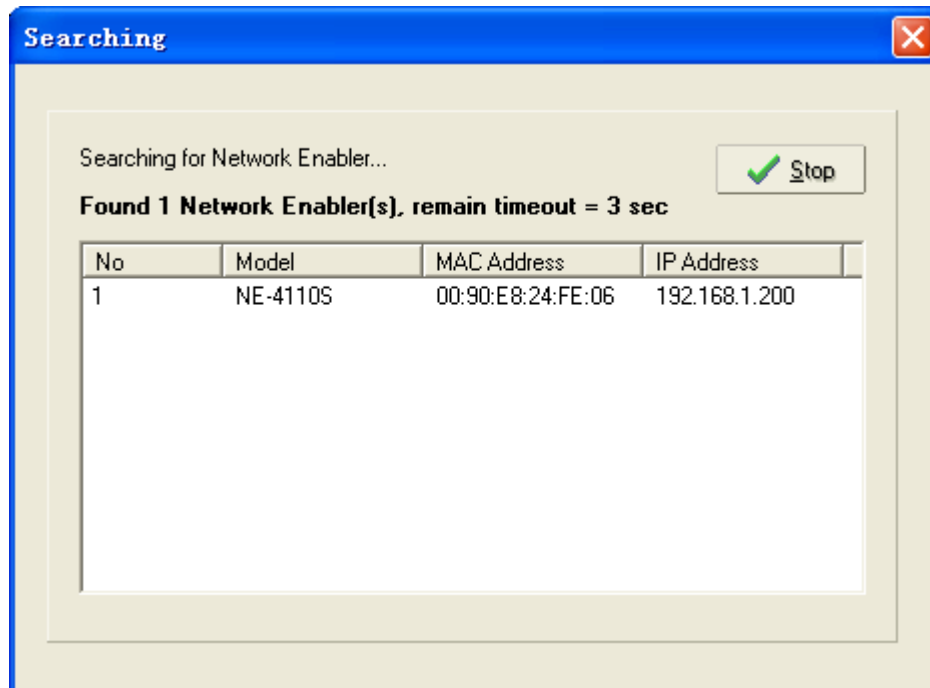 Searching
Searching for Network Enabler...
Stop
Found 1 Network Enabler(s), remain timeout = 3 sec
No Model MAC Address IP Address
1 NE-4110S 00:90:E8:24:FE:06 192.168.1.200